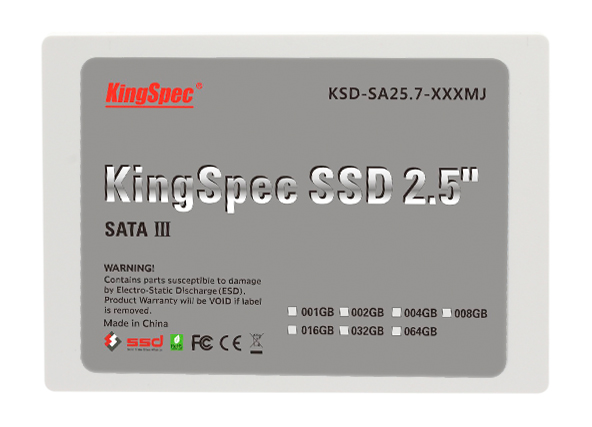 KingSpec®
KSD-SA25.7-XXXMJ
KingSpec SSD 2.5"
SATA III
WARNING!
Contains parts susceptible to damage
by Electro-Static Discharge (ESD).
Product Warranty will be VOID if label
is removed.
Made in China
001GB 002GB 004GB 008GB
016GB 032GB 064GB
ssd
FC CE